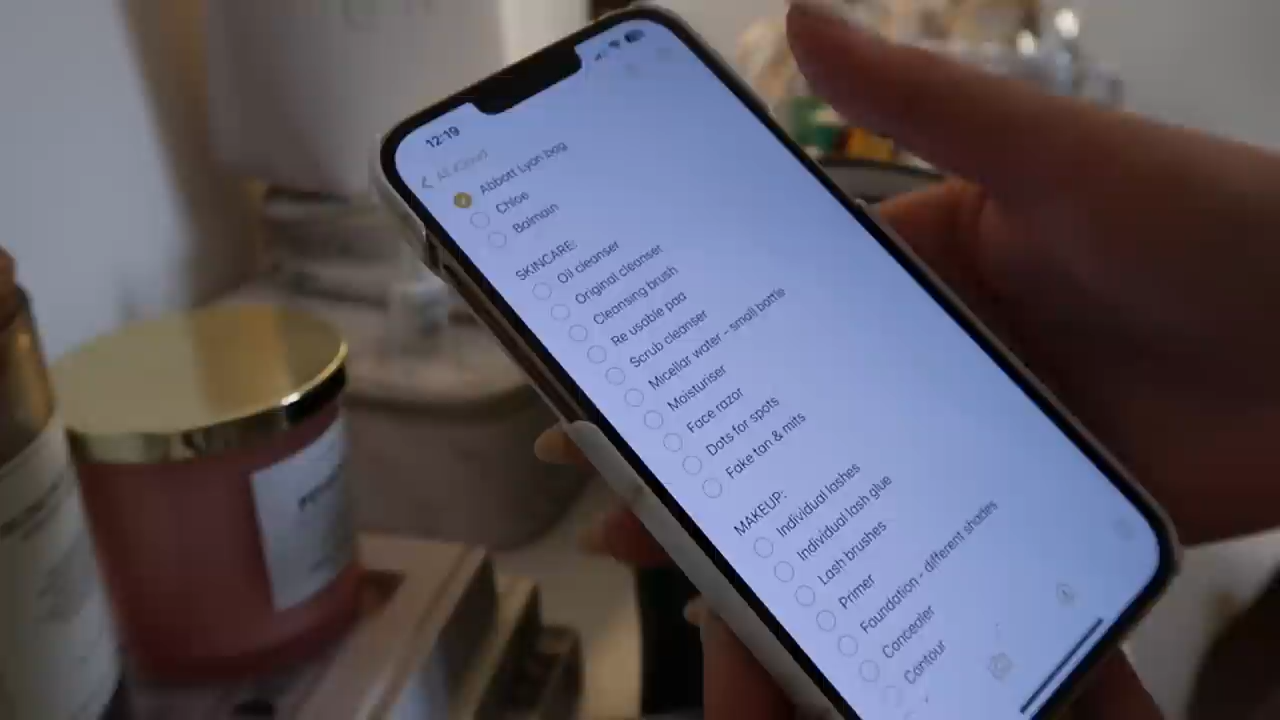 12:19
All iCloud
Abbott Lyon bag
Chloe
Balmain
SKINCARE:
Oil cleanser
Original cleanser
Cleansing brush
Re usable pad
Scrub cleanser
Micellar water - small bottle
Moisturiser
Face razor
Dots for spots
Fake tan & mits
MAKEUP:
Individual lashes
Individual lash glue
Lash brushes
Primer
Foundation - different shades
Concealer
Contour